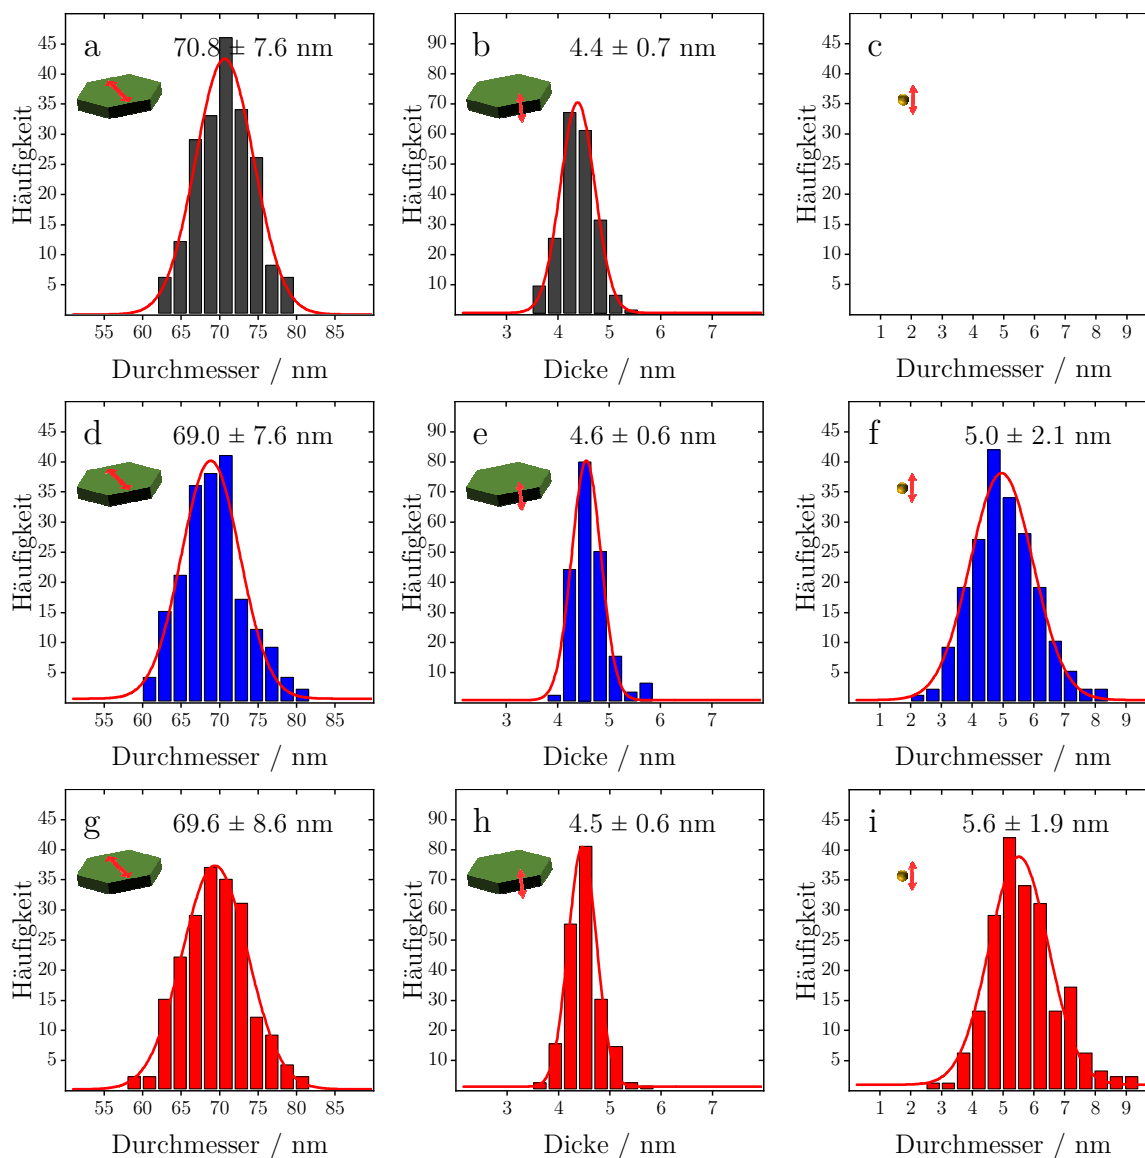 a 70.8 ± 7.6 nm
45
40
35
30
25
20
15
10
5
Häufigkeit
55 60 65 70 75 80 85
Durchmesser / nm
b 4.4 ± 0.7 nm
90
80
70
60
50
40
30
20
10
Häufigkeit
3 4 5 6 7
Dicke / nm
c
45
40
35
30
25
20
15
10
5
Häufigkeit
1 2 3 4 5 6 7 8 9
Durchmesser / nm
d 69.0 ± 7.6 nm
45
40
35
30
25
20
15
10
5
Häufigkeit
55 60 65 70 75 80 85
Durchmesser / nm
e 4.6 ± 0.6 nm
90
80
70
60
50
40
30
20
10
Häufigkeit
3 4 5 6 7
Dicke / nm
f 5.0 ± 2.1 nm
45
40
35
30
25
20
15
10
5
Häufigkeit
1 2 3 4 5 6 7 8 9
Durchmesser / nm
g 69.6 ± 8.6 nm
45
40
35
30
25
20
15
10
5
Häufigkeit
55 60 65 70 75 80 85
Durchmesser / nm
h 4.5 ± 0.6 nm
90
80
70
60
50
40
30
20
10
Häufigkeit
3 4 5 6 7
Dicke / nm
i 5.6 ± 1.9 nm
45
40
35
30
25
20
15
10
5
Häufigkeit
1 2 3 4 5 6 7 8 9
Durchmesser / nm